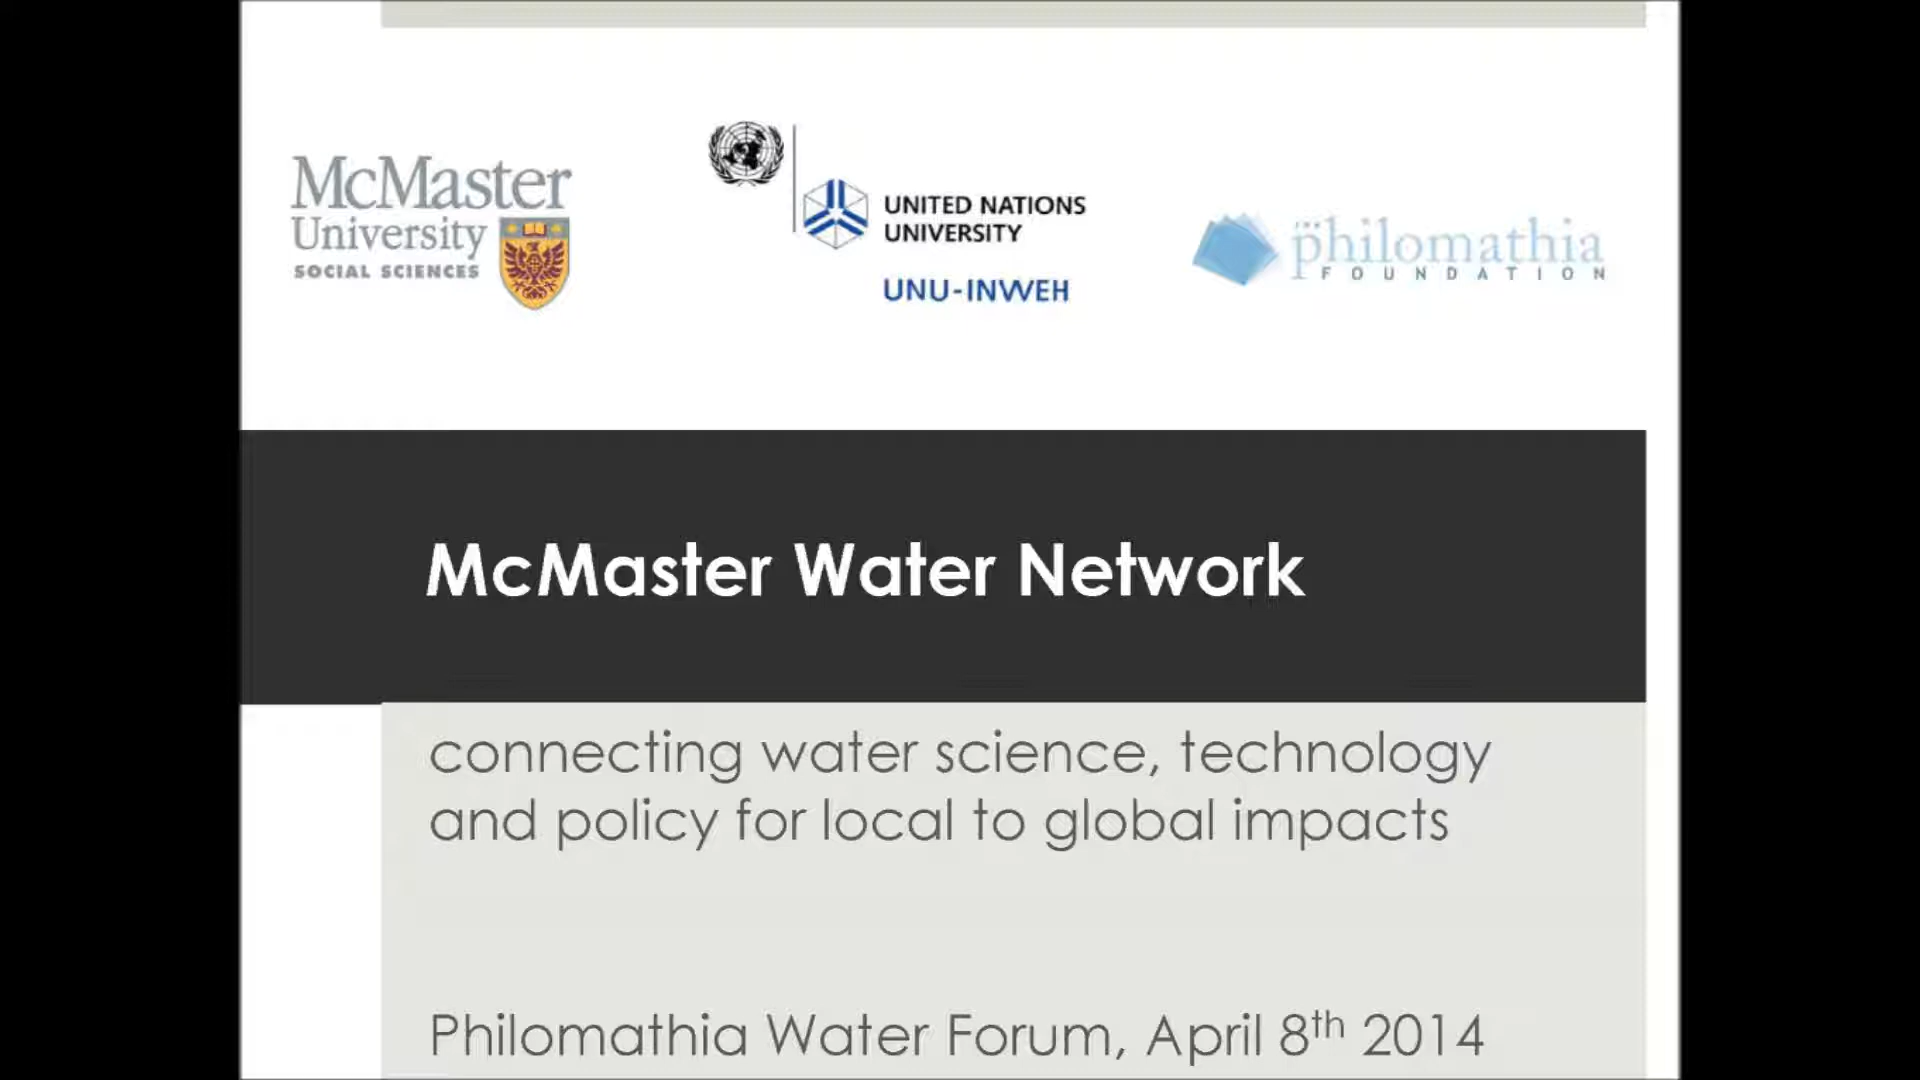 McMaster
University
SOCIAL SCIENCES
UNITED NATIONS
UNIVERSITY
UNU-INWEH
the
philomathia
FOUNDATION
McMaster Water Network
connecting water science, technology
and policy for local to global impacts
Philomathia Water Forum, April 8th 2014